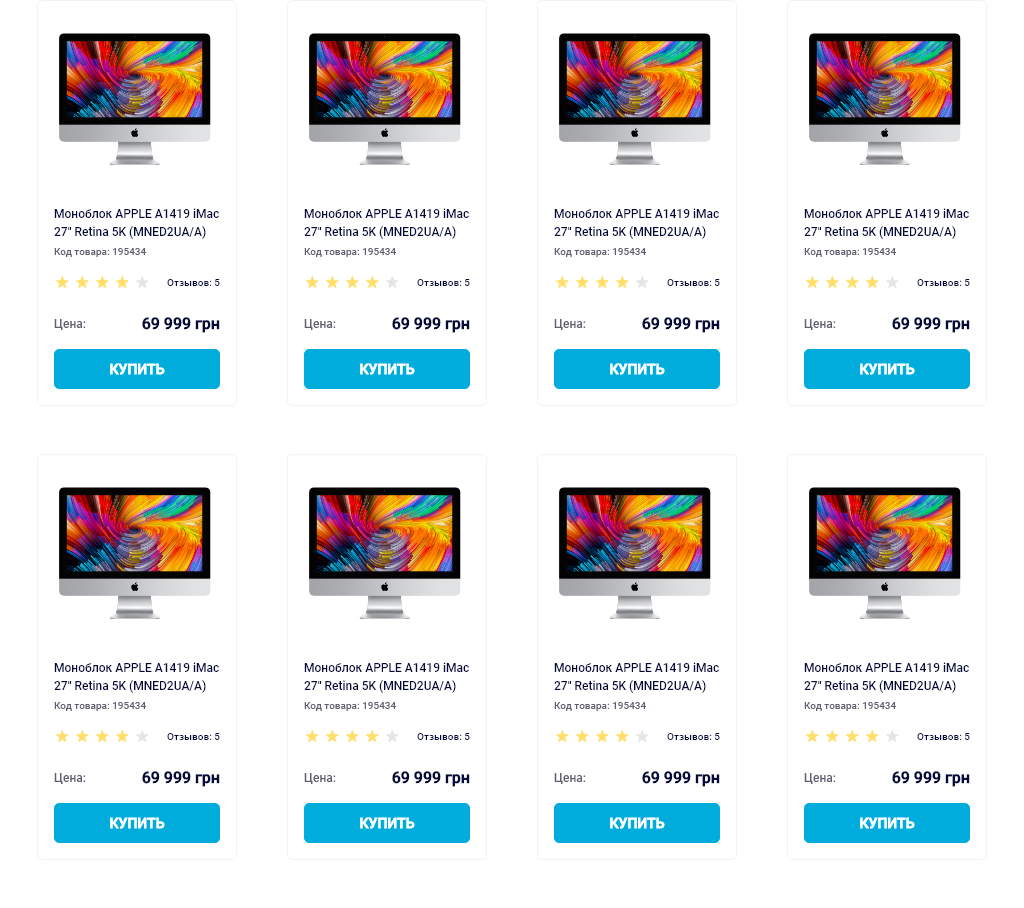 Моноблок APPLE A1419 iMac
27" Retina 5K (MNED2UA/A)
Код товара: 195434
Отзывов: 5
Цена: 69 999 грн
КУПИТЬ
Моноблок APPLE A1419 iMac
27" Retina 5K (MNED2UA/A)
Код товара: 195434
Отзывов: 5
Цена: 69 999 грн
КУПИТЬ
Моноблок APPLE A1419 iMac
27" Retina 5K (MNED2UA/A)
Код товара: 195434
Отзывов: 5
Цена: 69 999 грн
КУПИТЬ
Моноблок APPLE A1419 iMac
27" Retina 5K (MNED2UA/A)
Код товара: 195434
Отзывов: 5
Цена: 69 999 грн
КУПИТЬ
Моноблок APPLE A1419 iMac
27" Retina 5K (MNED2UA/A)
Код товара: 195434
Отзывов: 5
Цена: 69 999 грн
КУПИТЬ
Моноблок APPLE A1419 iMac
27" Retina 5K (MNED2UA/A)
Код товара: 195434
Отзывов: 5
Цена: 69 999 грн
КУПИТЬ
Моноблок APPLE A1419 iMac
27" Retina 5K (MNED2UA/A)
Код товара: 195434
Отзывов: 5
Цена: 69 999 грн
КУПИТЬ
Моноблок APPLE A1419 iMac
27" Retina 5K (MNED2UA/A)
Код товара: 195434
Отзывов: 5
Цена: 69 999 грн
КУПИТЬ